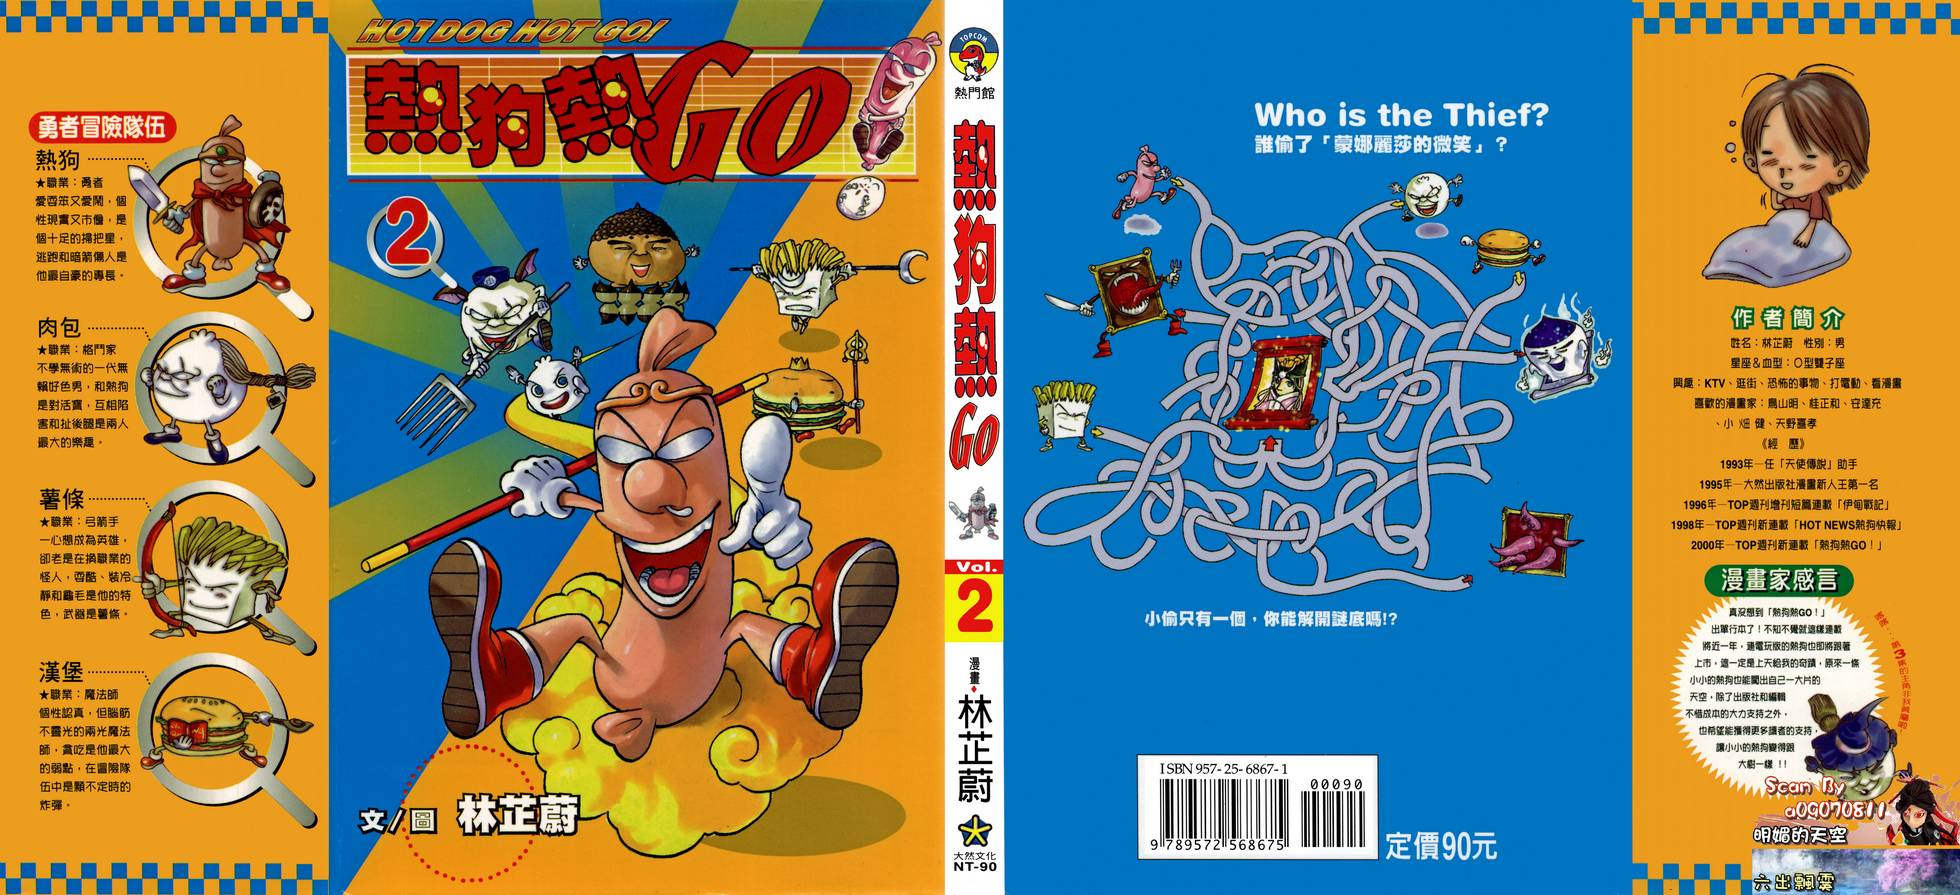 勇者冒險隊伍
熱狗
★職業：勇者
愛耍笨又愛鬧，個
性現實又市儈，是
個十足的掃把星，
逃跑和暗箭傷人是
他最自豪的專長。
肉包
★職業：格鬥家
不學無術的一代無
賴好色男，和熱狗
是對活寶，互相陷
害和扯後腿是兩人
最大的樂趣。
薯條
★職業：弓箭手
一心想成為英雄，
卻老是在搞職業的
怪人，耍酷、裝冷
靜和龜毛是他的特
色，武器是薯條。
漢堡
★職業：魔法師
個性認真，但腦筋
不靈光的兩光魔法
師，貪吃是他最大
的弱點，在冒險隊
伍中是顆不定時的
炸彈。
HOT DOG HOT GO!
熱狗熱GO
2
文/圖 林芷蔚
TOPCOM
熱門館
熱狗熱GO
Vol.
2
漫畫♦林芷蔚
大然文化
NT-90
Who is the Thief?
誰偷了「蒙娜麗莎的微笑」？
小偷只有一個，你能解開謎底嗎!?
ISBN 957-25-6867-1
00090
9 789572 568675
定價90元
作者簡介
姓名：林芷蔚 性別：男
星座＆血型：O型雙子座
興趣：KTV、逛街、恐怖的事物、打電動、看漫畫
喜歡的漫畫家：鳥山明、桂正和、安達充
、小畑 健、天野喜孝
《經 歷》
1993年—任「天使傳說」助手
1995年—大然出版社漫畫新人王第一名
1996年—TOP週刊增刊短篇連載「伊甸戰記」
1998年—TOP週刊新連載「HOT NEWS熱狗快報」
2000年—TOP週刊新連載「熱狗熱GO！」
漫畫家感言
真沒想到「熱狗熱GO！」
出單行本了！不知不覺就這樣連載
將近一年，連電玩版的熱狗也即將跟著
上市，這一定是上天給我的奇蹟，原來一條
小小的熱狗也能闖出自己一大片的
天空，除了出版社和編輯
不惜成本的大力支持之外，
也希望能獲得更多讀者的支持，
讓小小的熱狗變得跟
大樹一樣 !!
Scan By
a09070811
明媚的天空
六出飄雯